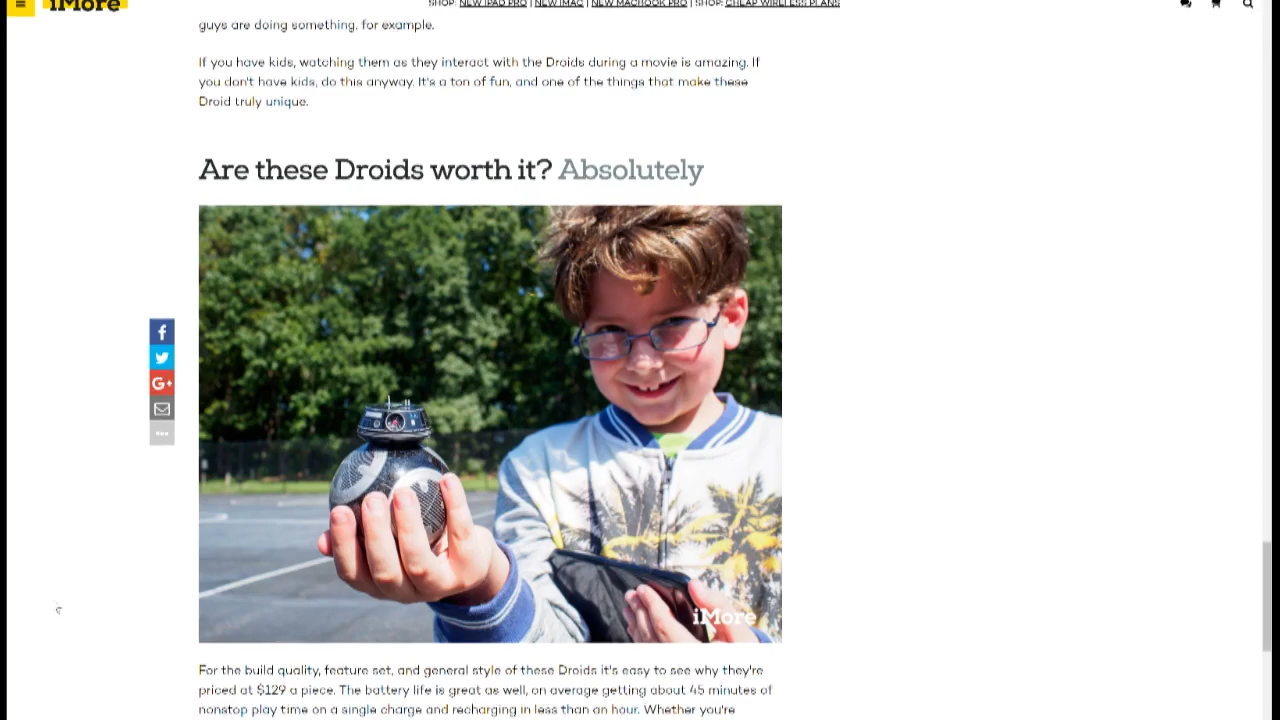 iMore
SHOP: NEW IPAD PRO | NEW IMAC | NEW MACBOOK PRO | SHOP: CHEAP WIRELESS PLANS
guys are doing something, for example.
If you have kids, watching them as they interact with the Droids during a movie is amazing. If
you don't have kids, do this anyway. It's a ton of fun, and one of the things that make these
Droid truly unique.
Are these Droids worth it? Absolutely
f
G+
iMore
For the build quality, feature set, and general style of these Droids it's easy to see why they're
priced at $129 a piece. The battery life is great as well, on average getting about 45 minutes of
nonstop play time on a single charge and recharging in less than an hour. Whether you're